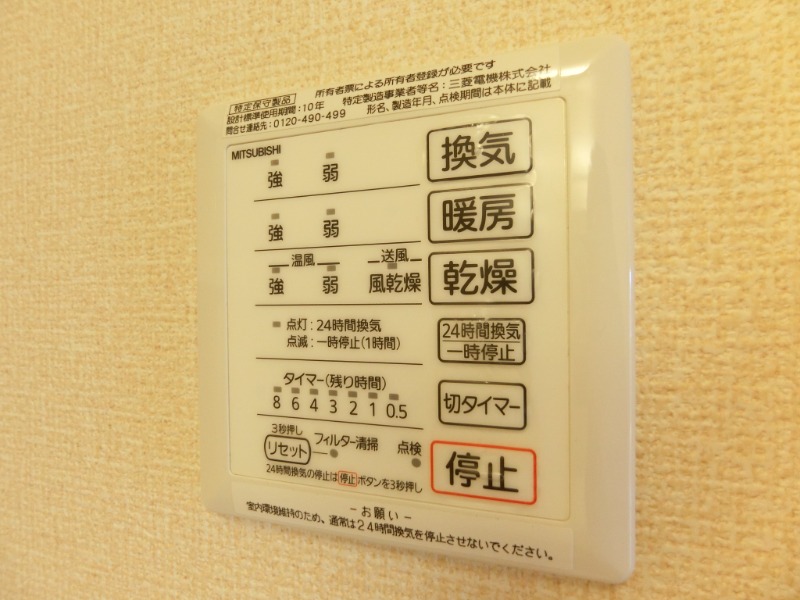 特定保守製品 所有者票による所有者登録が必要です
設計標準使用期間:10年 特定製造事業者等名:三菱電機株式会社
問合せ連絡先:0120-490-499 形名、製造年月、点検期間は本体に記載
MITSUBISHI
強 弱 換気
強 弱 暖房
温風 送風
強 弱 風乾燥 乾燥
点灯:24時間換気 24時間換気
点滅:一時停止(1時間) 一時停止
タイマー(残り時間)
8 6 4 3 2 1 0.5 切タイマー
3秒押し
リセット フィルター清掃 点検 停止
24時間換気の停止は停止ボタンを3秒押し
-お願い-
室内環境維持のため、通常は24時間換気を停止させないでください。